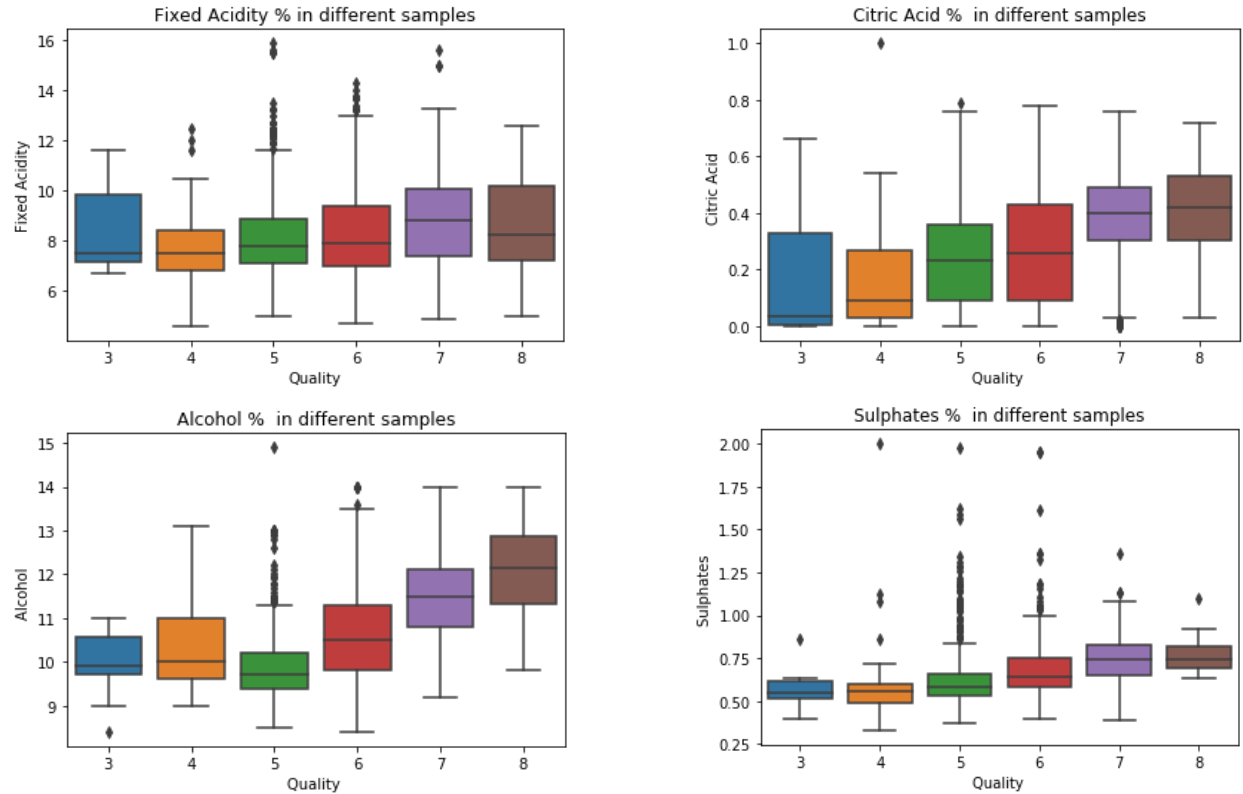 Fixed Acidity % in different samples
16
14
12
10
8
6
Fixed Acidity
3 4 5 6 7 8
Quality
Citric Acid %  in different samples
1.0
0.8
0.6
0.4
0.2
0.0
Citric Acid
3 4 5 6 7 8
Quality
Alcohol %  in different samples
15
14
13
12
11
10
9
Alcohol
3 4 5 6 7 8
Quality
Sulphates %  in different samples
2.00
1.75
1.50
1.25
1.00
0.75
0.50
0.25
Sulphates
3 4 5 6 7 8
Quality